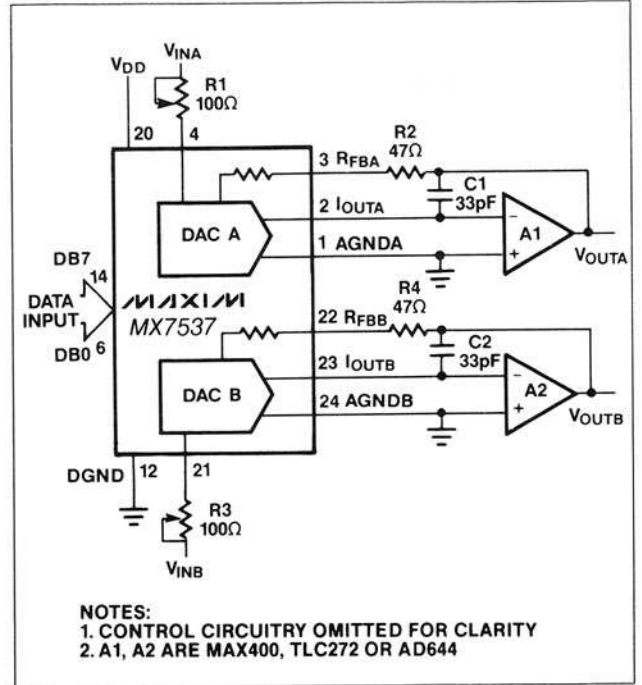 VINA
VDD
R1
100Ω
20
4
R2
47Ω
3 RFBA
C1
33pF
2 IOUTA
−
A1
DAC A
1 AGNDA
+
VOUTA
DB7
14
DATA
INPUT
MAXIM
MX7537
R4
47Ω
22 RFBB
DB0
6
C2
33pF
23 IOUTB
−
A2
DAC B
24 AGNDB
+
VOUTB
DGND
12
21
R3
100Ω
VINB
NOTES:
1. CONTROL CIRCUITRY OMITTED FOR CLARITY
2. A1, A2 ARE MAX400, TLC272 OR AD644